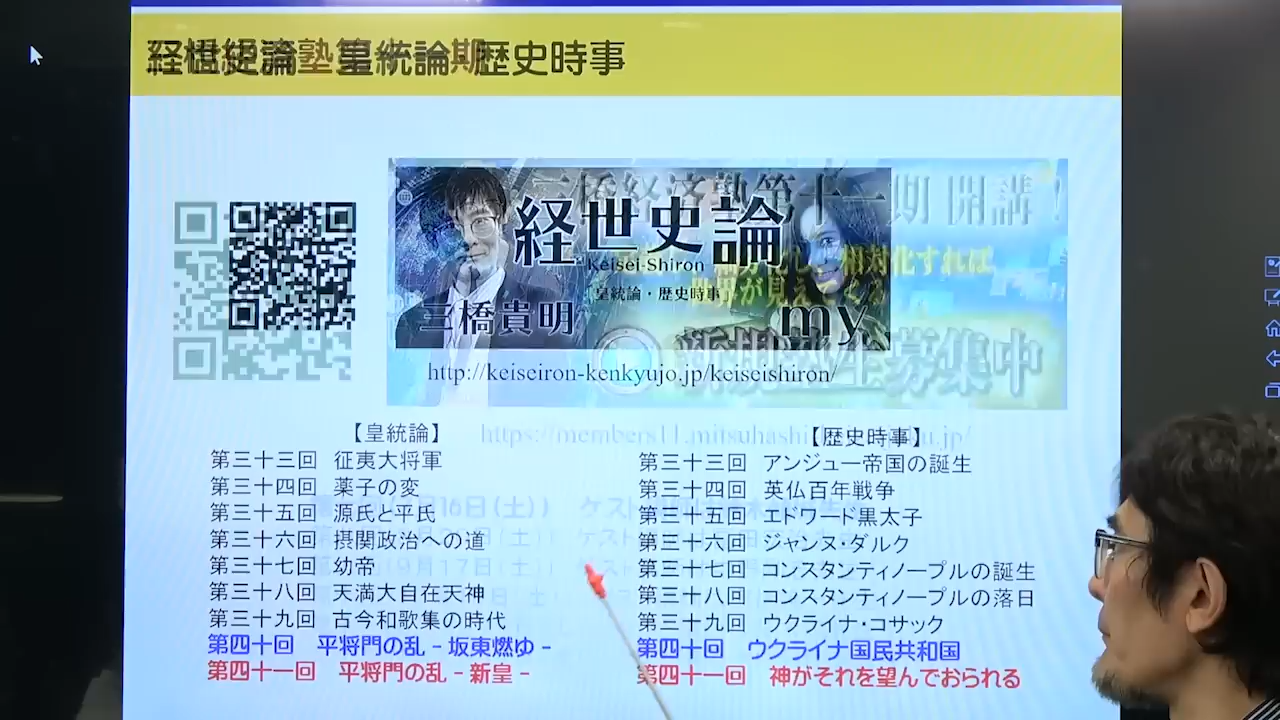 経世史論 皇統論・歴史時事
三橋経済塾第十一期 開講！
経世史論
Keisei-Shiron
皇統論・歴史時事
相対化すれば
三橋貴明
my
新規塾生募集中
http://keiseiron-kenkyujo.jp/keiseishiron/
【皇統論】
第三十三回 征夷大将軍
第三十四回 薬子の変
第三十五回 源氏と平氏
第三十六回 摂関政治への道
第三十七回 幼帝
第三十八回 天満大自在天神
第三十九回 古今和歌集の時代
第四十回 平将門の乱 - 坂東燃ゆ -
第四十一回 平将門の乱 - 新皇 -
【歴史時事】
第三十三回 アンジュー帝国の誕生
第三十四回 英仏百年戦争
第三十五回 エドワード黒太子
第三十六回 ジャンヌ・ダルク
第三十七回 コンスタンティノープルの誕生
第三十八回 コンスタンティノープルの落日
第三十九回 ウクライナ・コサック
第四十回 ウクライナ国民共和国
第四十一回 神がそれを望んでおられる